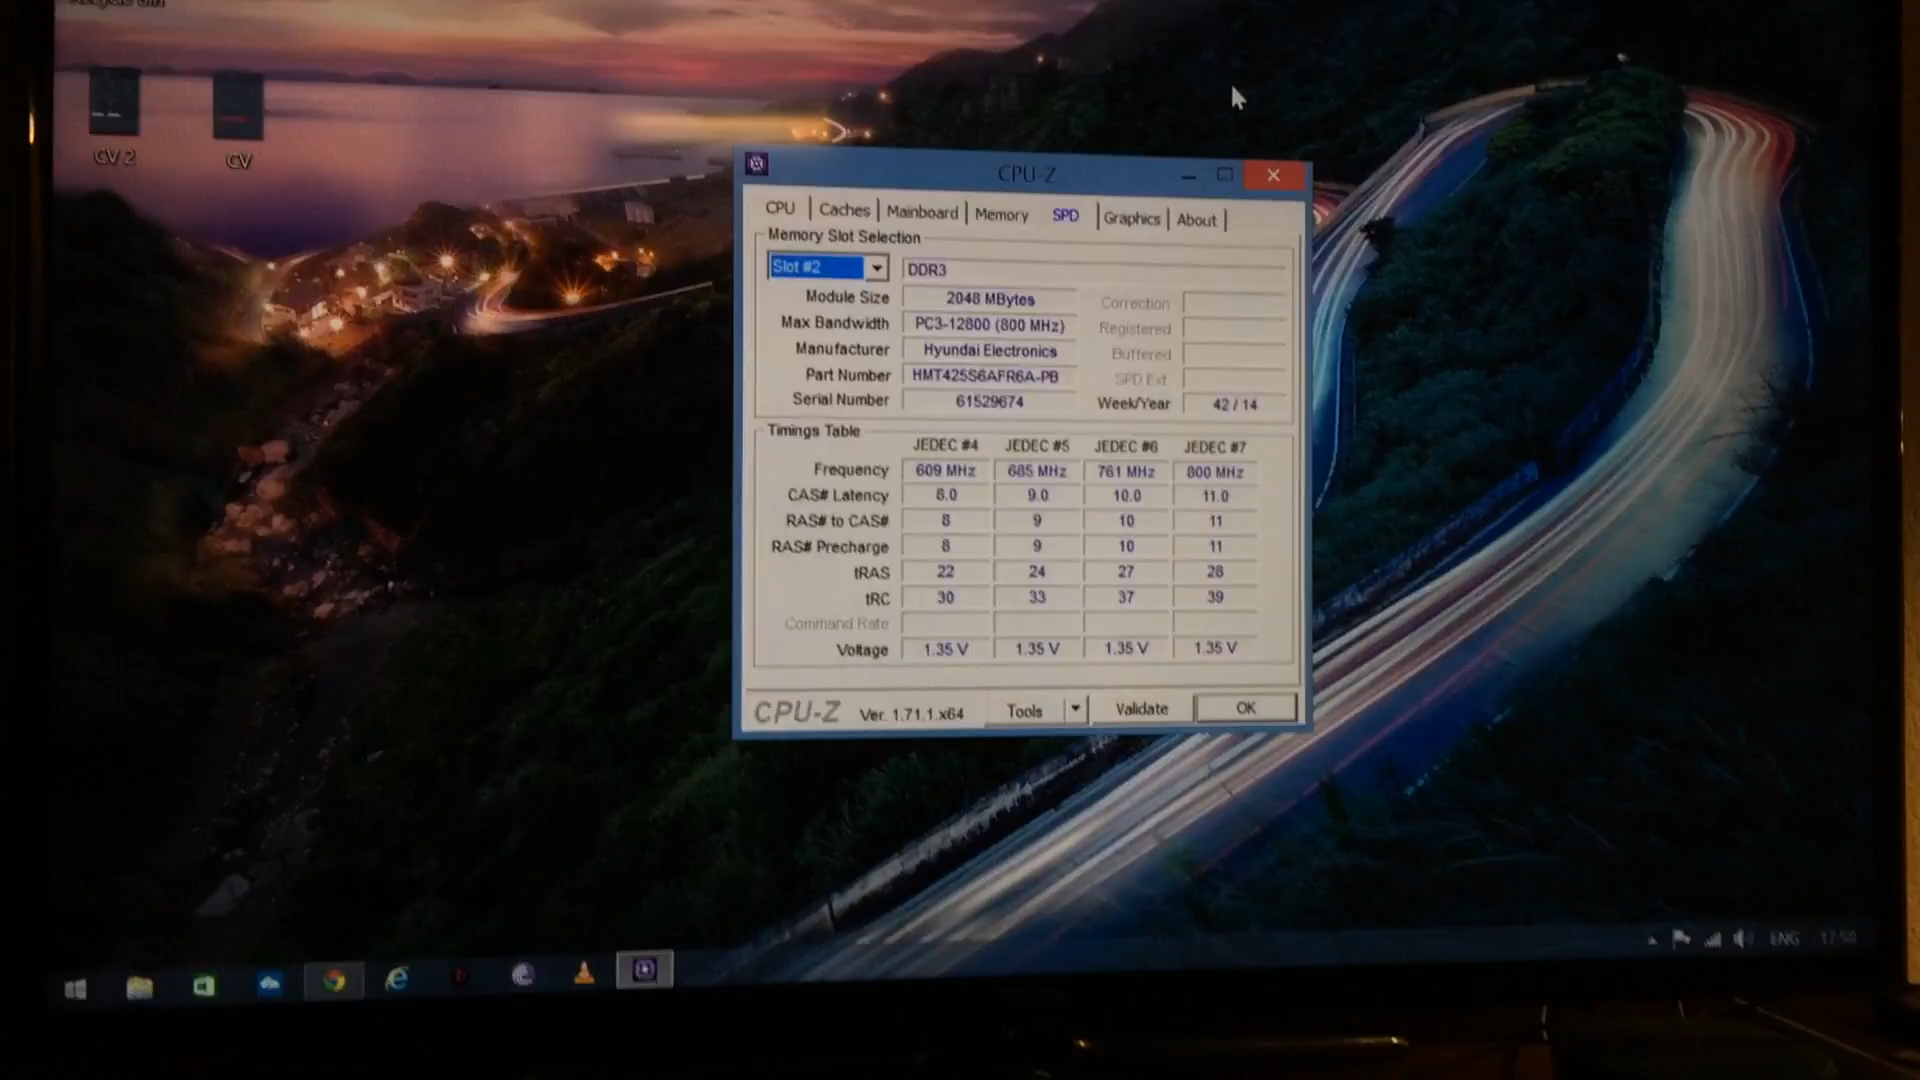 Recycle Bin
CV 2
CV
CPU-Z
CPU Caches Mainboard Memory SPD Graphics About
Memory Slot Selection
Slot #2 DDR3
Module Size 2048 MBytes Correction
Max Bandwidth PC3-12800 (800 MHz) Registered
Manufacturer Hyundai Electronics Buffered
Part Number HMT425S6AFR6A-PB SPD Ext.
Serial Number 61529674 Week/Year 42 / 14
Timings Table
JEDEC #4 JEDEC #5 JEDEC #6 JEDEC #7
Frequency 609 MHz 685 MHz 761 MHz 800 MHz
CAS# Latency 8.0 9.0 10.0 11.0
RAS# to CAS# 8 9 10 11
RAS# Precharge 8 9 10 11
tRAS 22 24 27 28
tRC 30 33 37 39
Command Rate
Voltage 1.35 V 1.35 V 1.35 V 1.35 V
CPU-Z Ver. 1.71.1.x64 Tools Validate OK
ENG 17:58